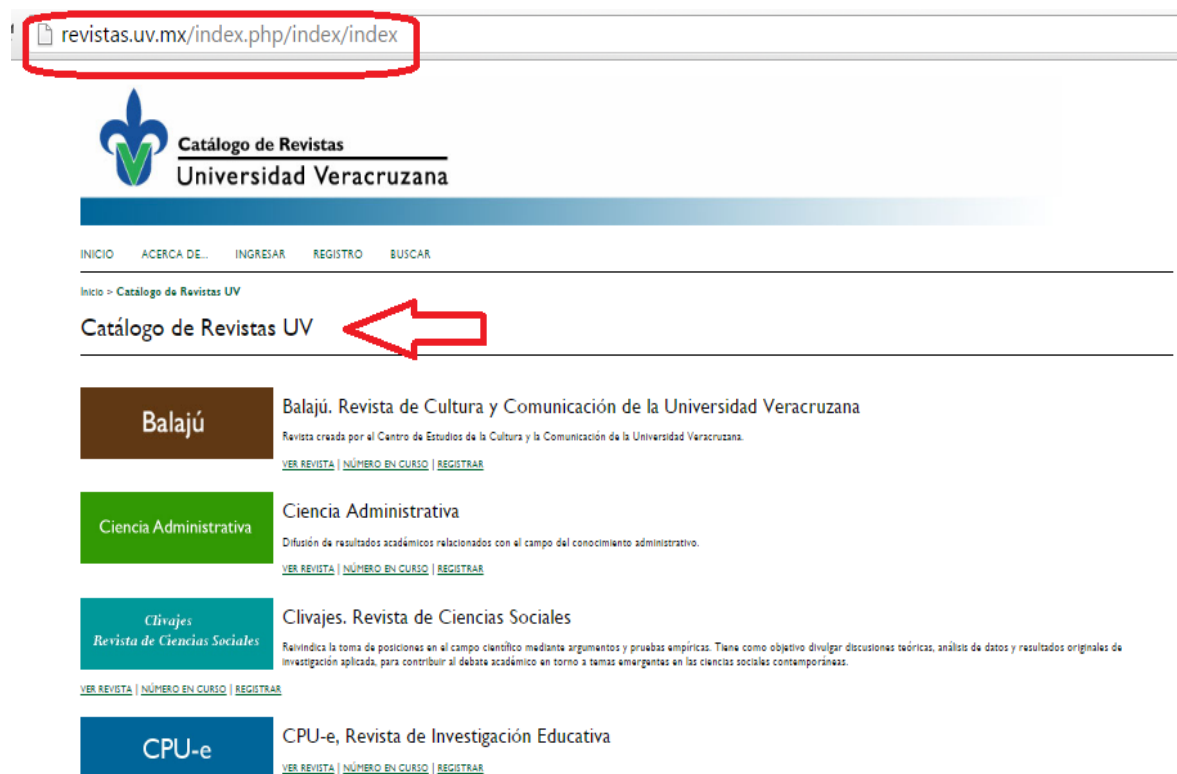 revistas.uv.mx/index.php/index/index
Catálogo de Revistas
Universidad Veracruzana
INICIO ACERCA DE... INGRESAR REGISTRO BUSCAR
Inicio > Catálogo de Revistas UV
Catálogo de Revistas UV
Balajú
Balajú. Revista de Cultura y Comunicación de la Universidad Veracruzana
Revista creada por el Centro de Estudios de la Cultura y la Comunicación de la Universidad Veracruzana.
VER REVISTA | NÚMERO EN CURSO | REGISTRAR
Ciencia Administrativa
Ciencia Administrativa
Difusión de resultados académicos relacionados con el campo del conocimiento administrativo.
VER REVISTA | NÚMERO EN CURSO | REGISTRAR
Clivajes
Revista de Ciencias Sociales
Clivajes. Revista de Ciencias Sociales
Reivindica la toma de posiciones en el campo científico mediante argumentos y pruebas empíricas. Tiene como objetivo divulgar discusiones teóricas, análisis de datos y resultados originales de
investigación aplicada, para contribuir al debate académico en torno a temas emergentes en las ciencias sociales contemporáneas.
VER REVISTA | NÚMERO EN CURSO | REGISTRAR
CPU-e
CPU-e, Revista de Investigación Educativa
VER REVISTA | NÚMERO EN CURSO | REGISTRAR